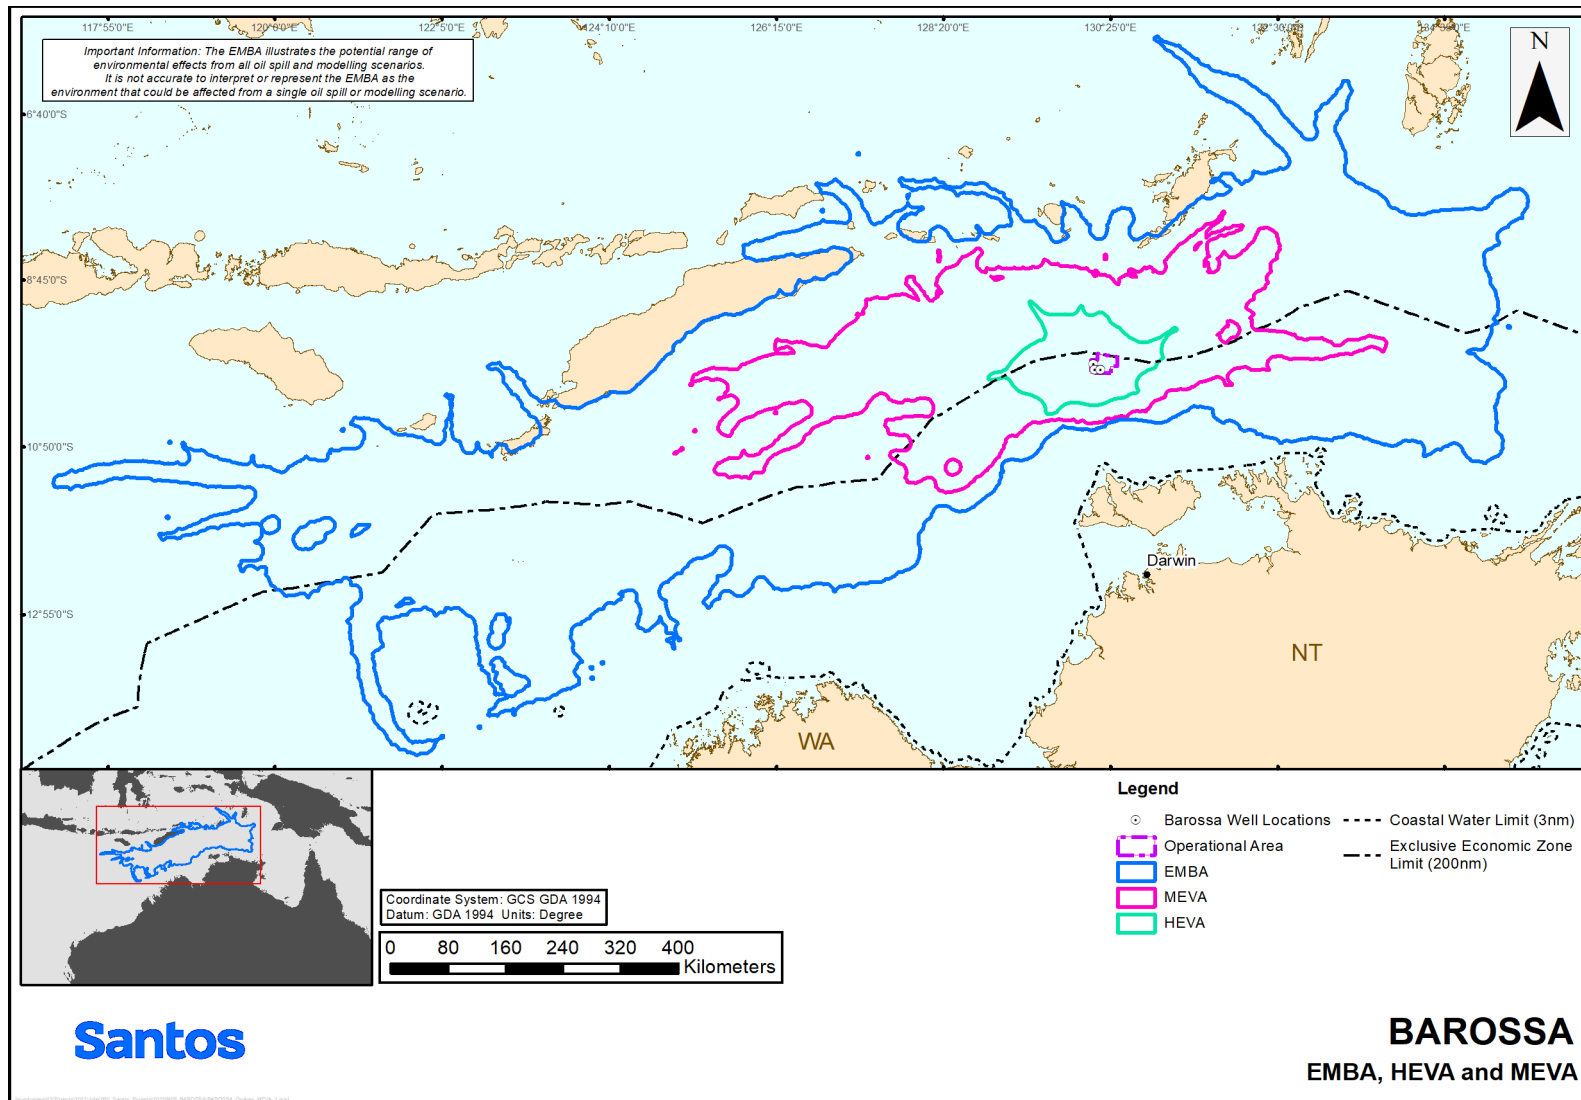 117°55'0"E 120°0'0"E 122°5'0"E 124°10'0"E 126°15'0"E 128°20'0"E 130°25'0"E
Important Information: The EMBA illustrates the potential range of
environmental effects from all oil spill and modelling scenarios.
It is not accurate to interpret or represent the EMBA as the
environment that could be affected from a single oil spill or modelling scenario.
N
6°40'0"S
8°45'0"S
10°50'0"S
12°55'0"S
Darwin
NT
WA
Legend
Barossa Well Locations
Operational Area
EMBA
MEVA
HEVA
Coastal Water Limit (3nm)
Exclusive Economic Zone
Limit (200nm)
Coordinate System: GCS GDA 1994
Datum: GDA 1994 Units: Degree
0 80 160 240 320 400
Kilometers
Santos
BAROSSA
EMBA, HEVA and MEVA